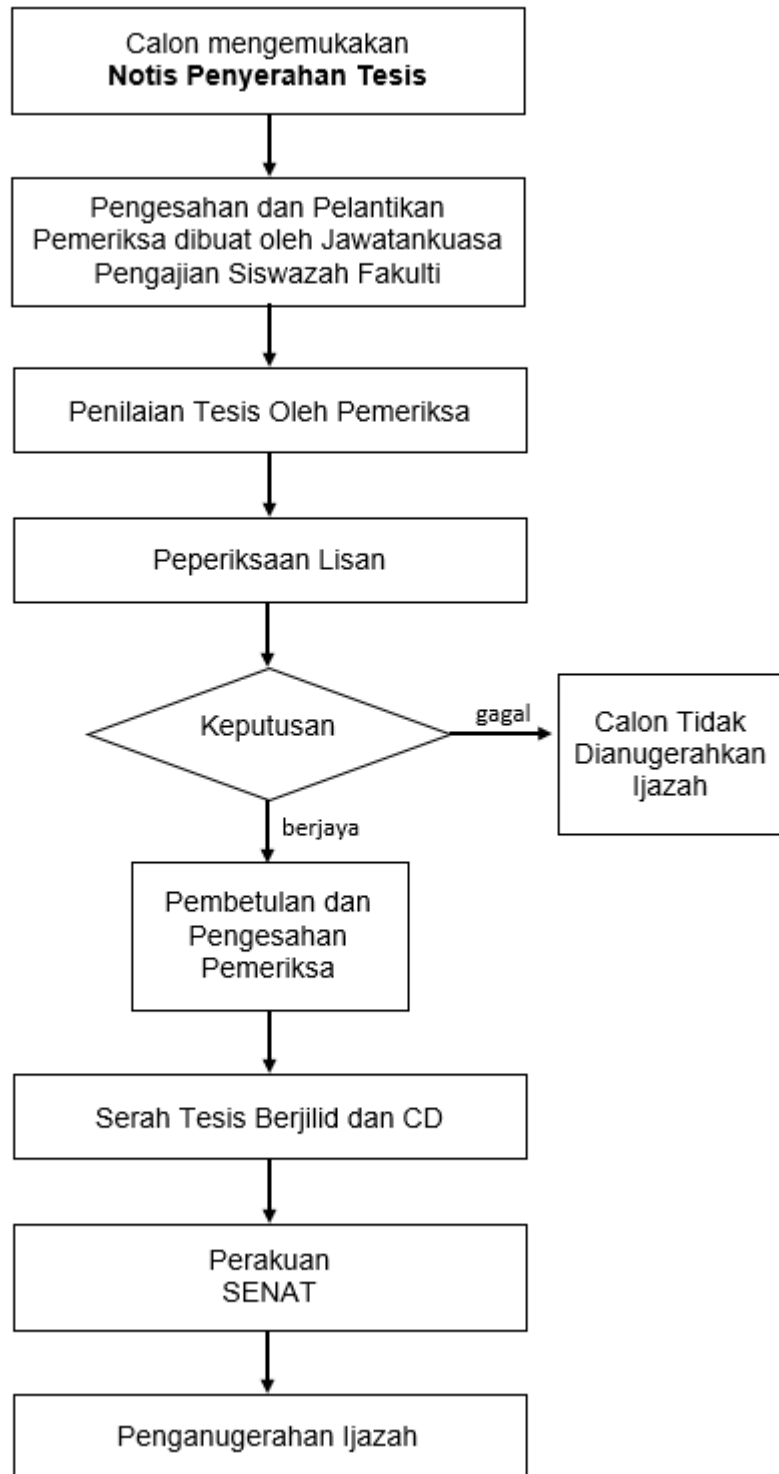 Calon mengemukakan
Notis Penyerahan Tesis
Pengesahan dan Pelantikan
Pemeriksa dibuat oleh Jawatankuasa
Pengajian Siswazah Fakulti
Penilaian Tesis Oleh Pemeriksa
Peperiksaan Lisan
Keputusan
gagal
Calon Tidak
Dianugerahkan
Ijazah
berjaya
Pembetulan dan
Pengesahan
Pemeriksa
Serah Tesis Berjilid dan CD
Perakuan
SENAT
Penganugerahan Ijazah